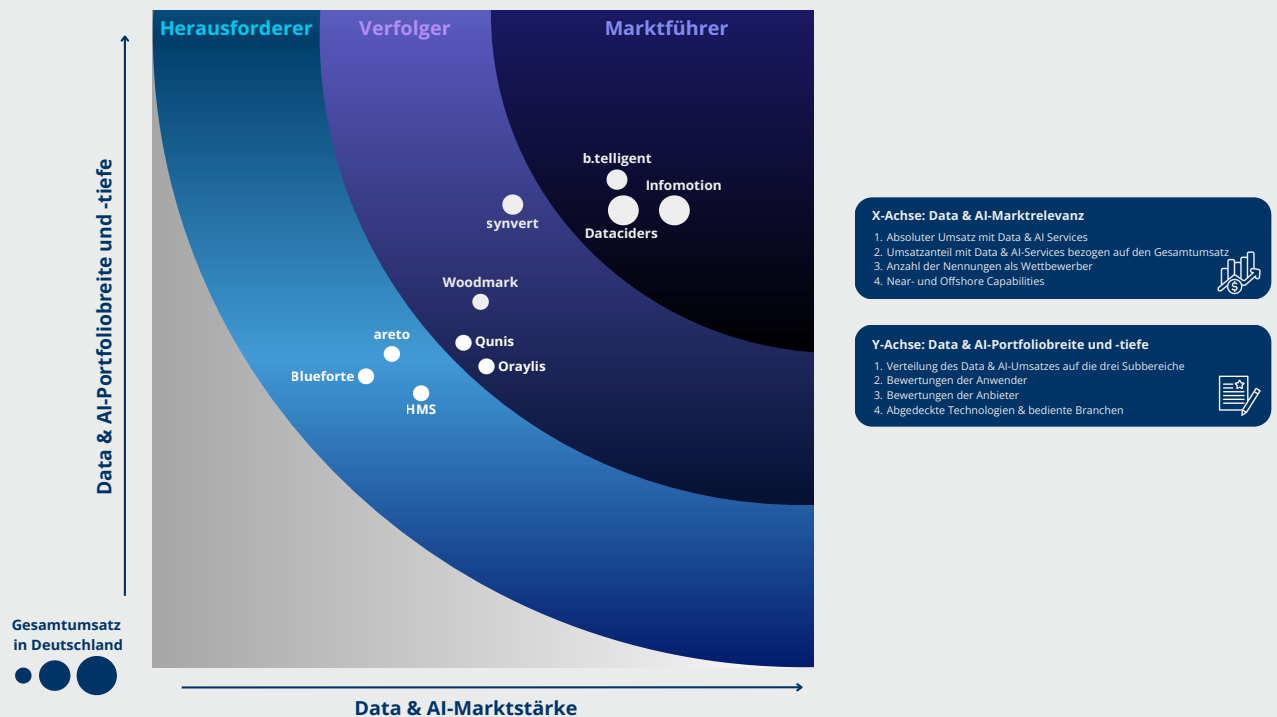 Herausforderer
Verfolger
Marktführer
Data & AI-Portfoliobreite und -tiefe
b.telligent
Infomotion
Dataciders
synvert
Woodmark
Qunis
Oraylis
areto
Blueforte
HMS
Gesamtumsatz
in Deutschland
Data & AI-Marktstärke
X-Achse: Data & AI-Marktrelevanz
1. Absoluter Umsatz mit Data & AI Services
2. Umsatzanteil mit Data & AI-Services bezogen auf den Gesamtumsatz
3. Anzahl der Nennungen als Wettbewerber
4. Near- und Offshore Capabilities
$
Y-Achse: Data & AI-Portfoliobreite und -tiefe
1. Verteilung des Data & AI-Umsatzes auf die drei Subbereiche
2. Bewertungen der Anwender
3. Bewertungen der Anbieter
4. Abgedeckte Technologien & bediente Branchen